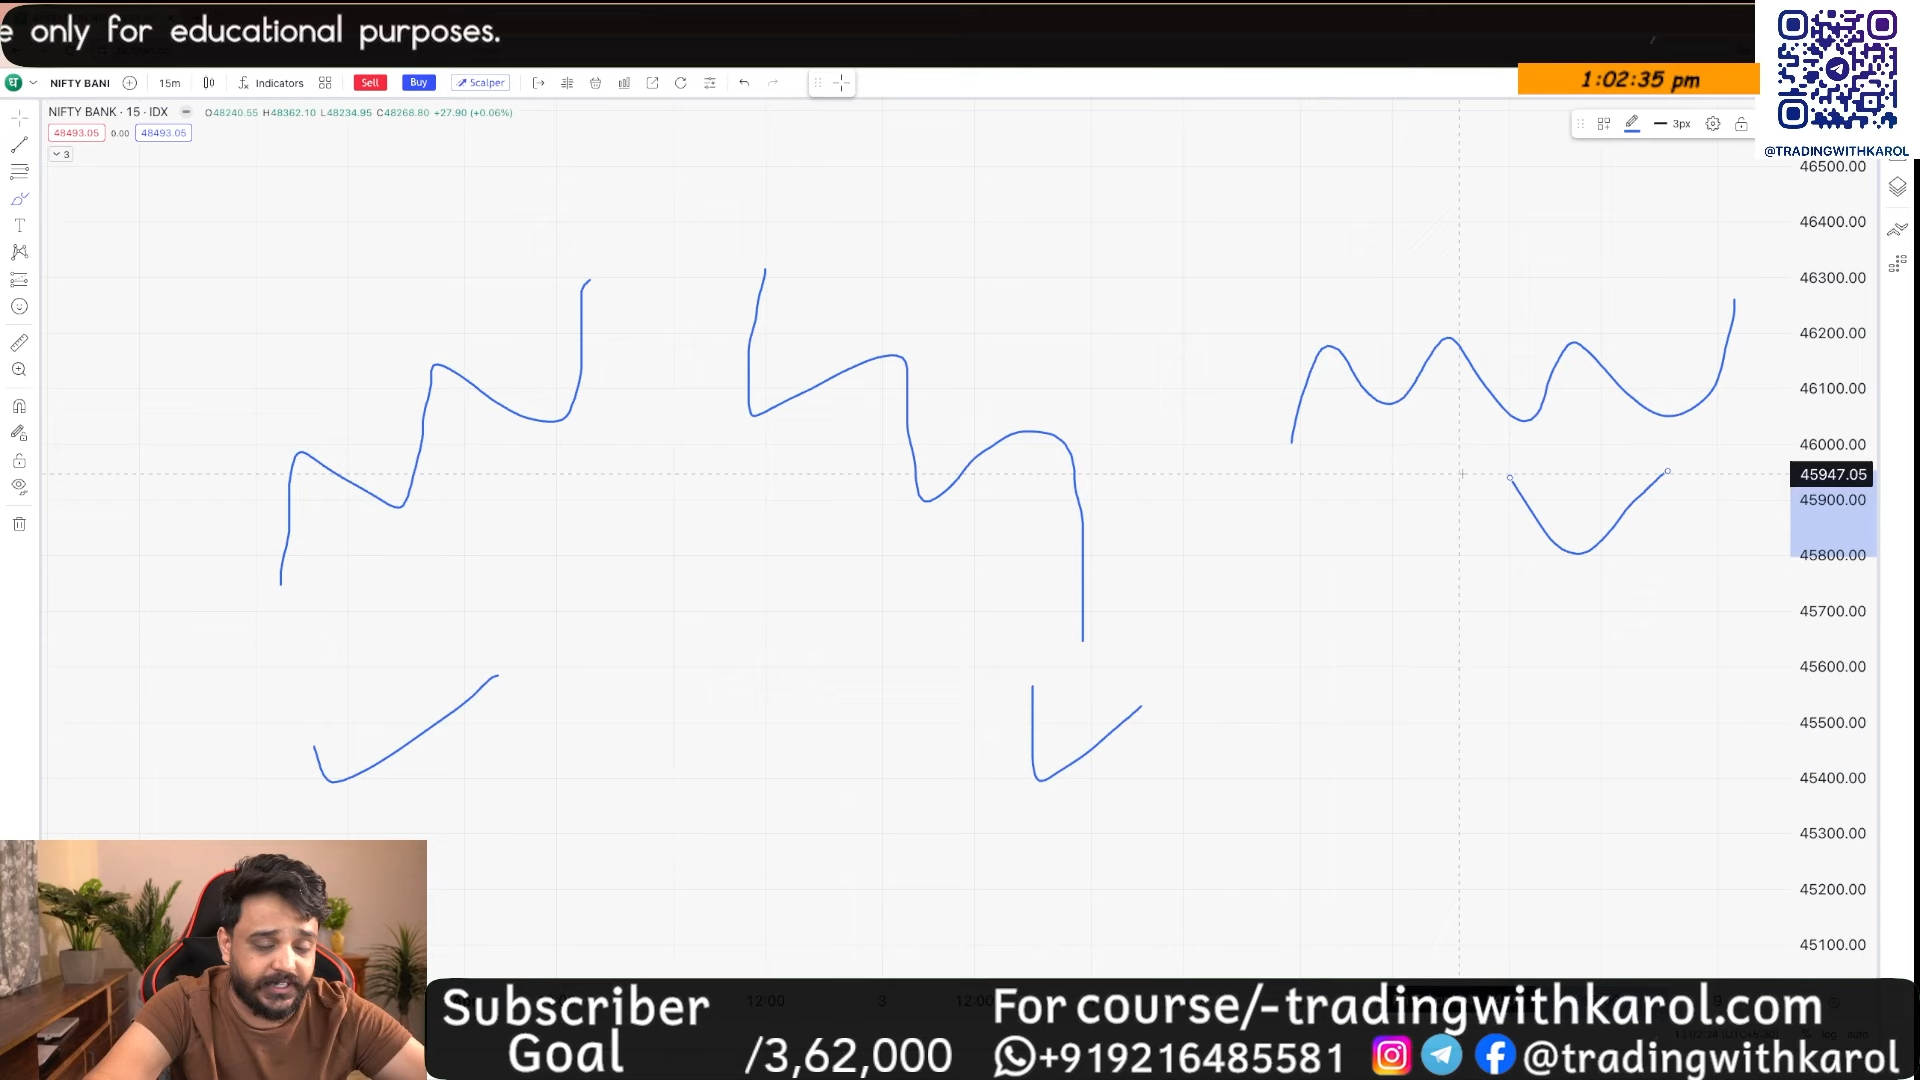 e only for educational purposes.
1:02:35 pm
@TRADINGWITHKAROL
NIFTY BANI
15m
Indicators
Sell
Buy
Scalper
NIFTY BANK · 15 · IDX
O48240.55 H48362.10 L48234.95 C48268.80 +27.90 (+0.06%)
48493.05 0.00 48493.05
3
3px
46500.00
46400.00
46300.00
46200.00
46100.00
46000.00
45947.05
45900.00
45800.00
45700.00
45600.00
45500.00
45400.00
45300.00
45200.00
45100.00
12:00
3
Subscriber
Goal
/3,62,000
For course/-tradingwithkarol.com
+919216485581
@tradingwithkarol